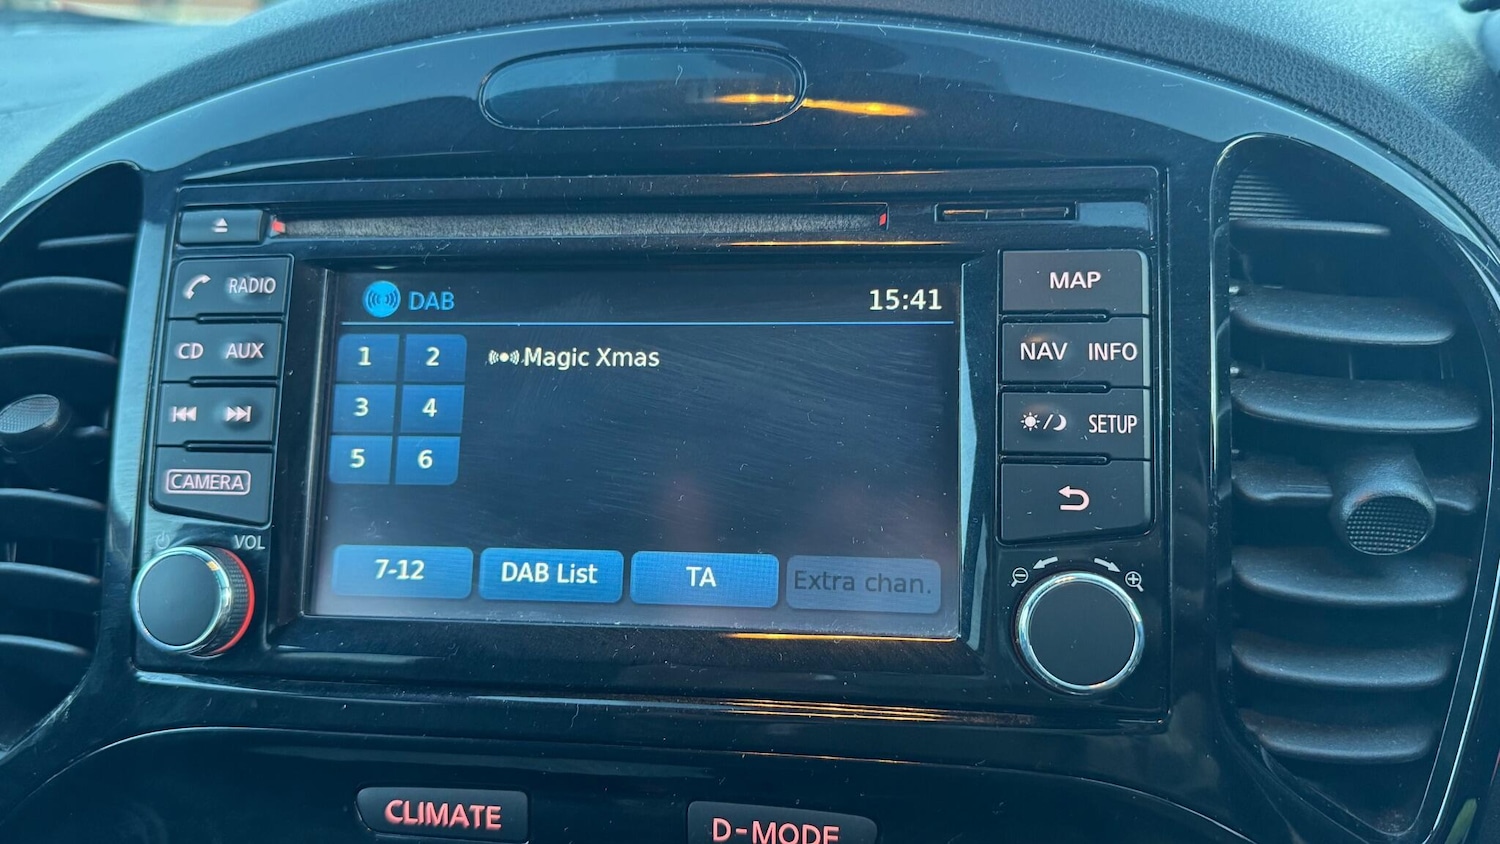 RADIO
CD AUX
CAMERA
VOL
DAB 15:41
1 2 Magic Xmas
3 4
5 6
7-12 DAB List TA Extra chan.
MAP
NAV INFO
/ SETUP
CLIMATE D-MODE